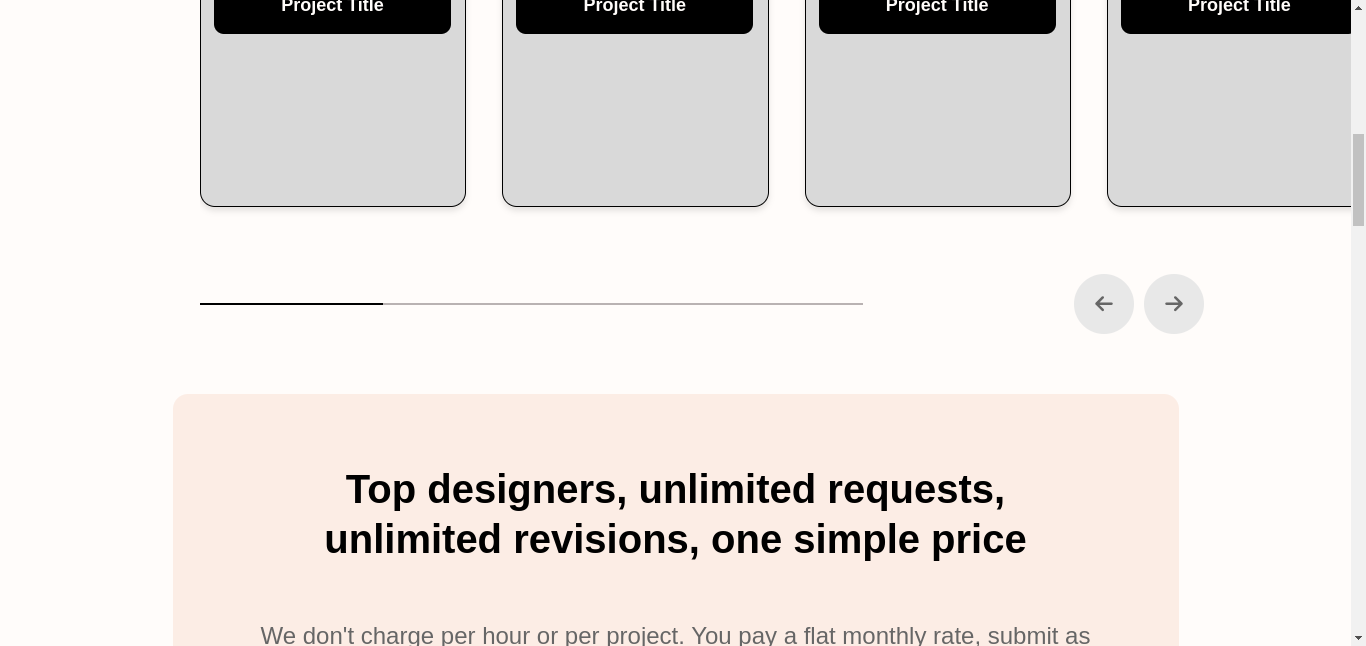 Project Title
Project Title
Project Title
Project Title
Top designers, unlimited requests,
unlimited revisions, one simple price
We don't charge per hour or per project. You pay a flat monthly rate, submit as